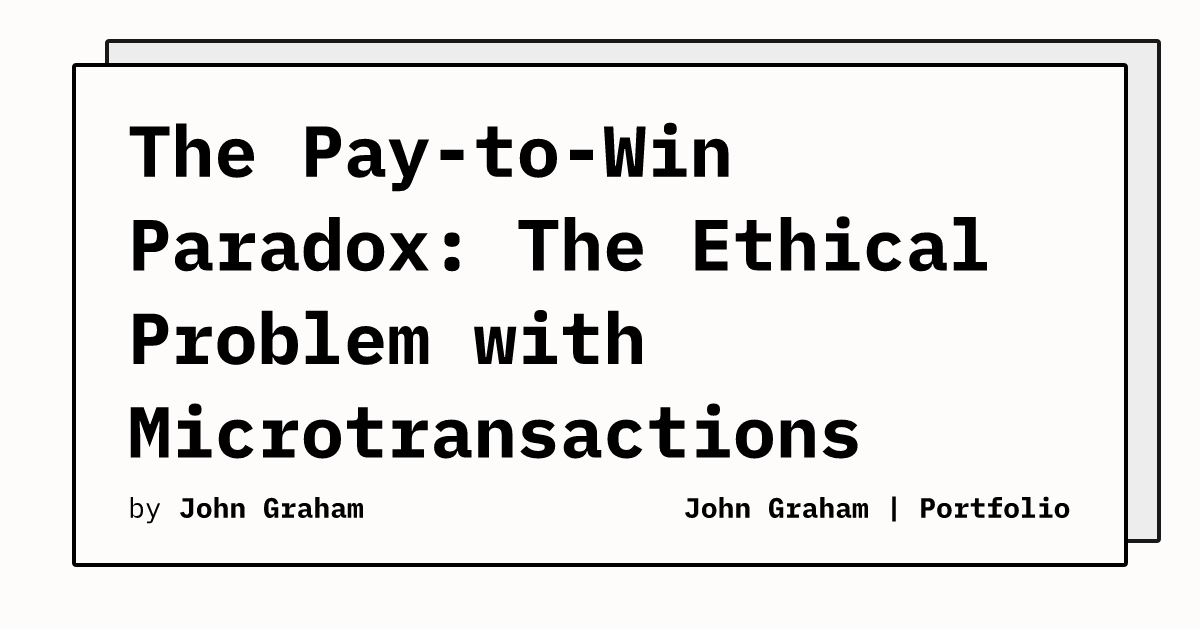 The Pay-to-Win
Paradox: The Ethical
Problem with
Microtransactions
by John Graham
John Graham | Portfolio